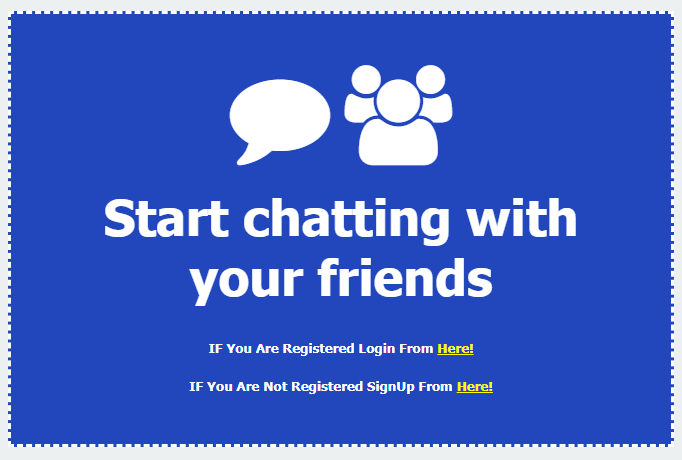 Start chatting with
your friends
IF You Are Registered Login From Here!
IF You Are Not Registered SignUp From Here!